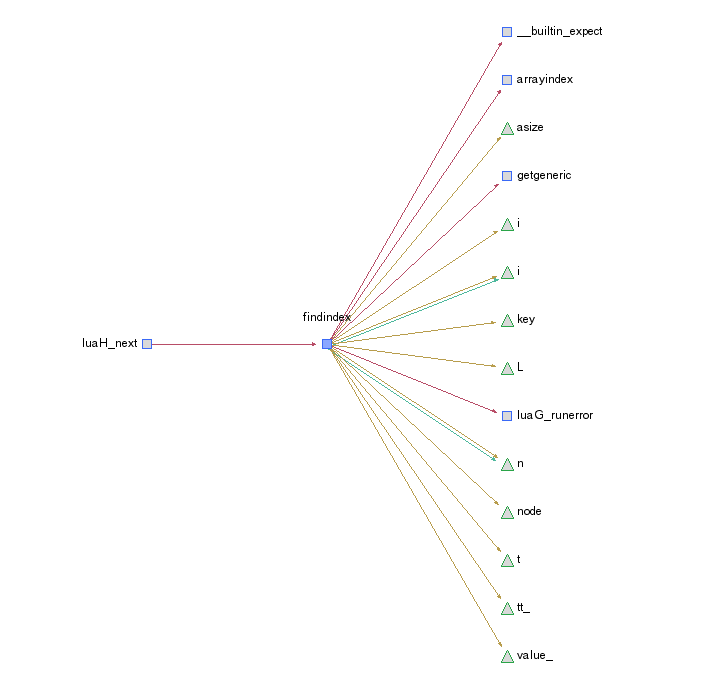 __builtin_expect
arrayindex
asize
getgeneric
i
i
findindex
key
luaH_next
L
luaG_runerror
n
node
t
tt_
value_